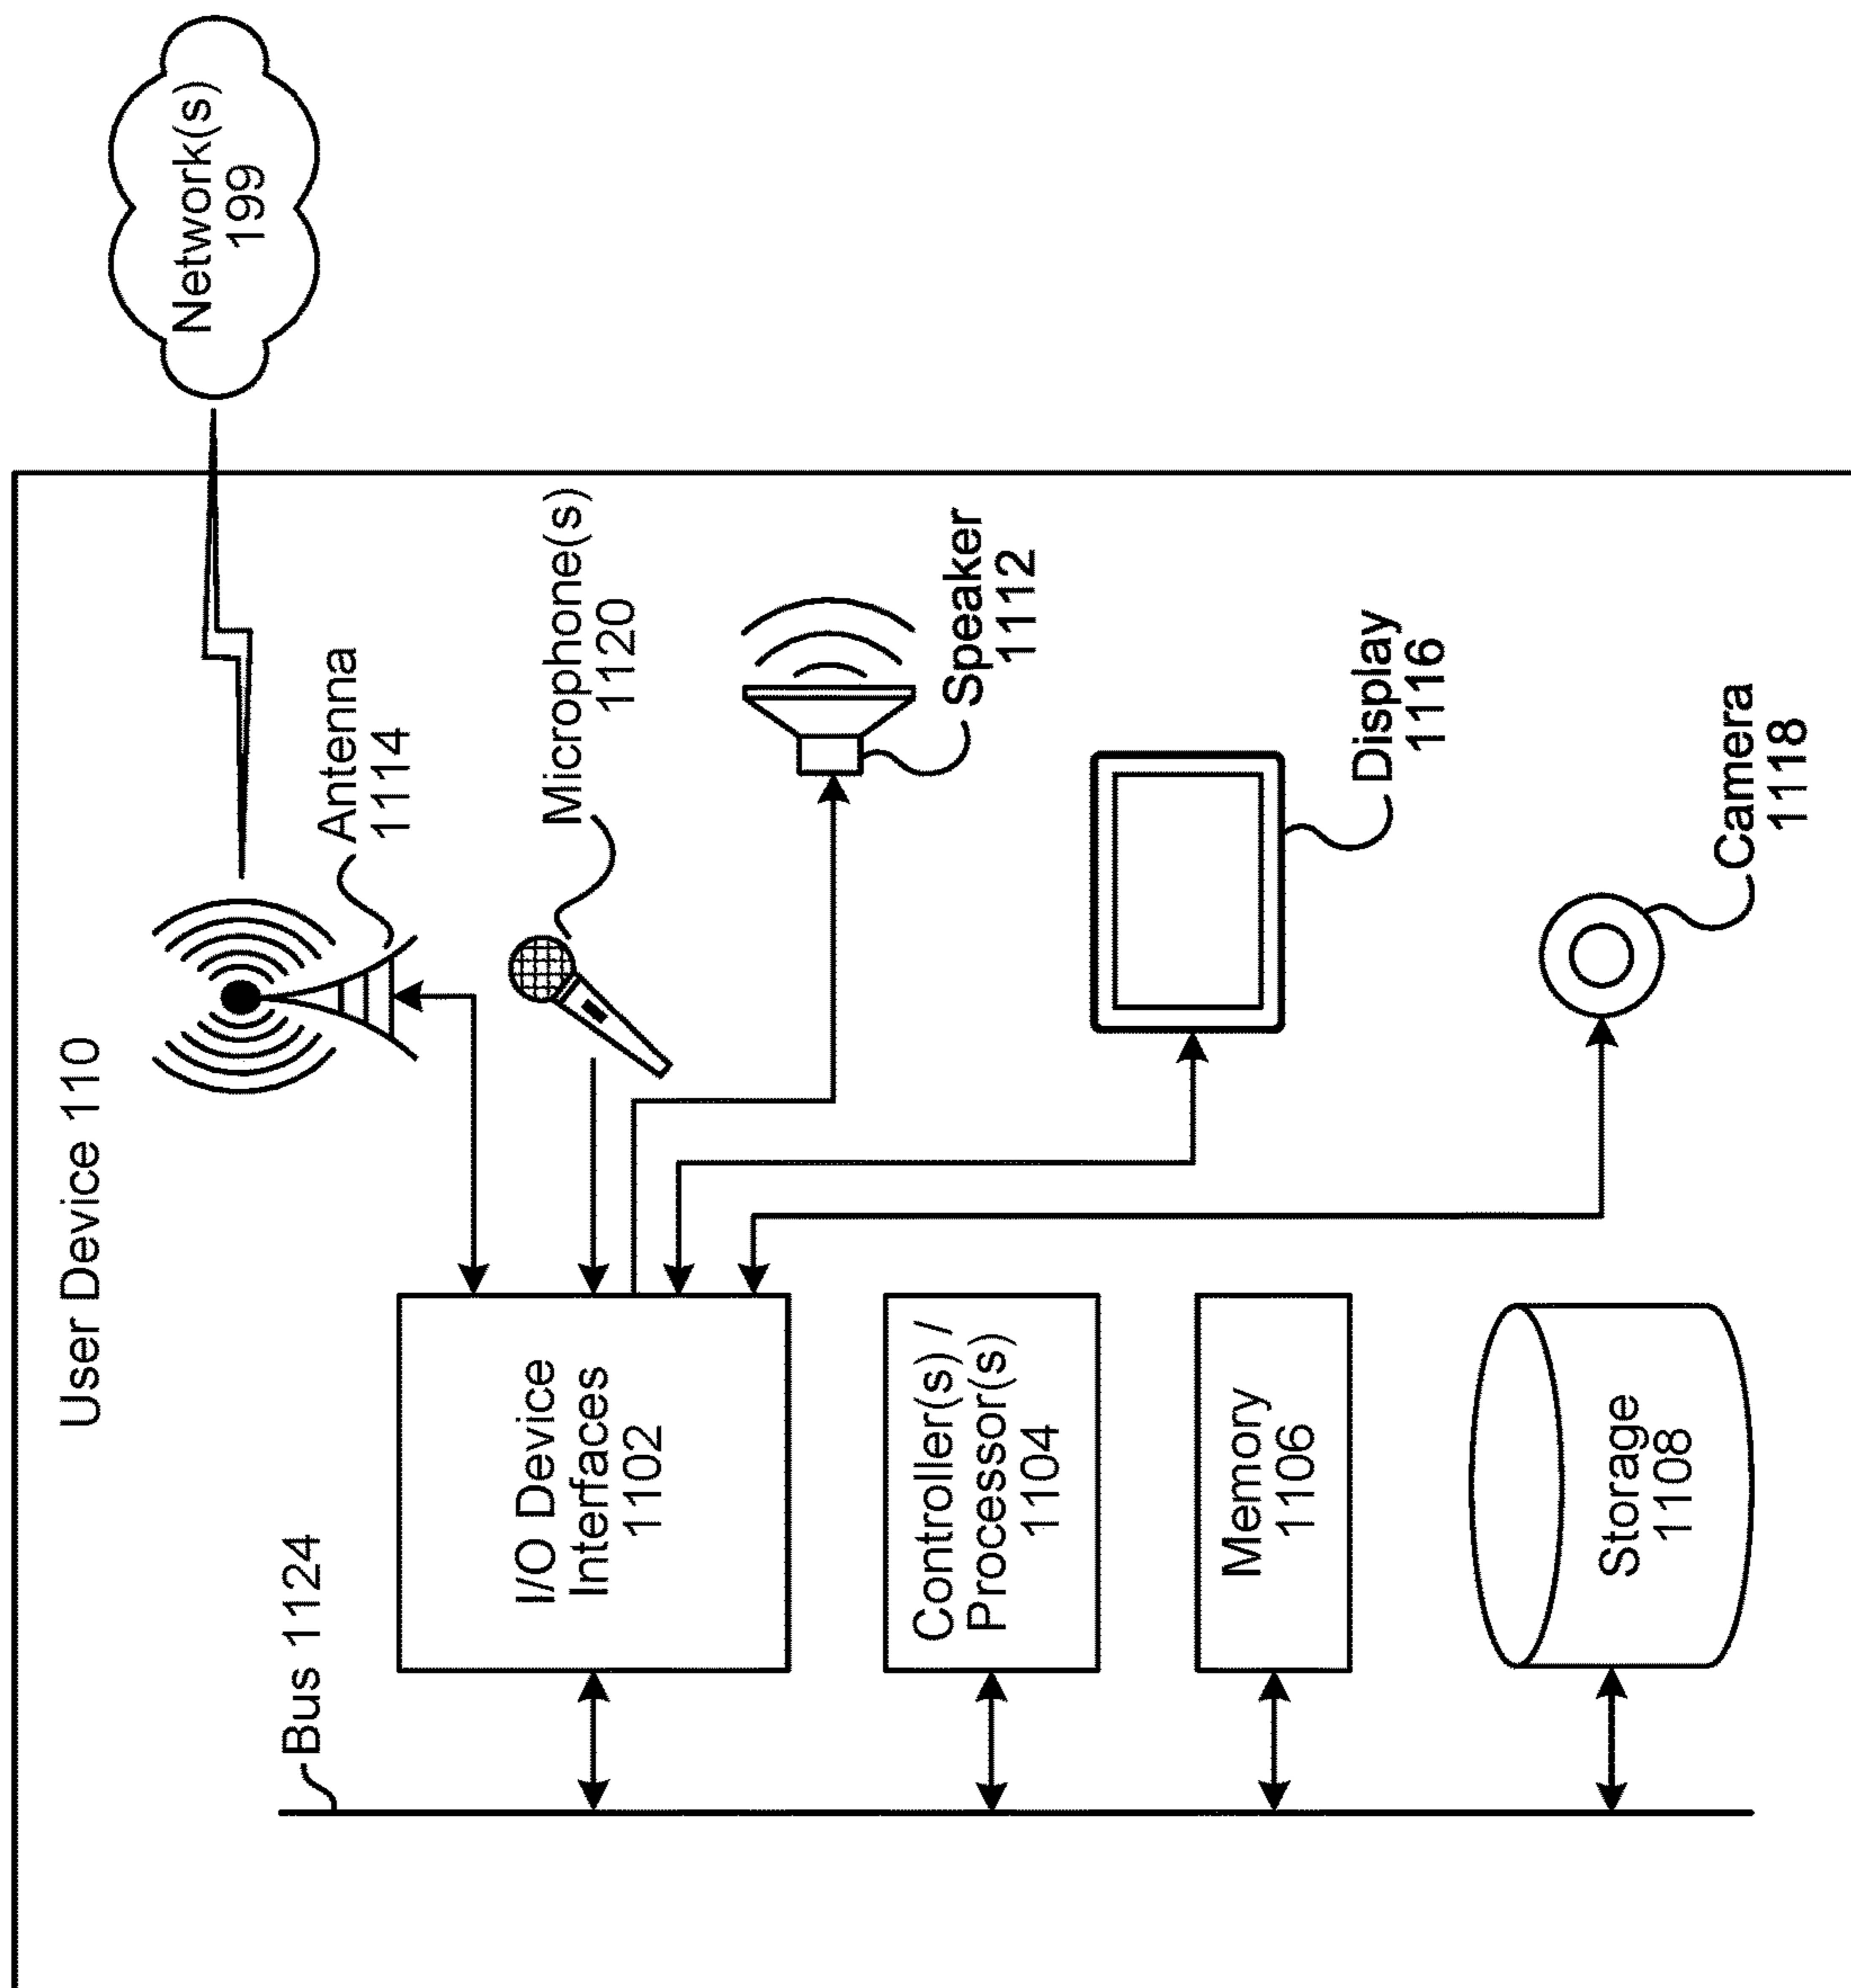 User Device 110
Bus 1124
I/O Device
Interfaces
1102
Controller(s) /
Processor(s)
1104
Memory
1106
Storage
1108
Antenna
1114
Microphone(s)
1120
Speaker
1112
Display
1116
Camera
1118
Network(s)
199